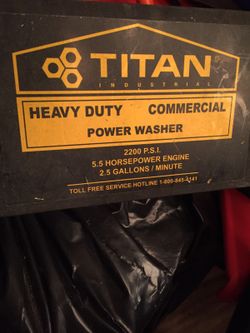 TITAN
INDUSTRIAL
HEAVY DUTY COMMERCIAL
POWER WASHER
2200 P.S.I.
5.5 HORSEPOWER ENGINE
2.5 GALLONS / MINUTE
TOLL FREE SERVICE HOTLINE